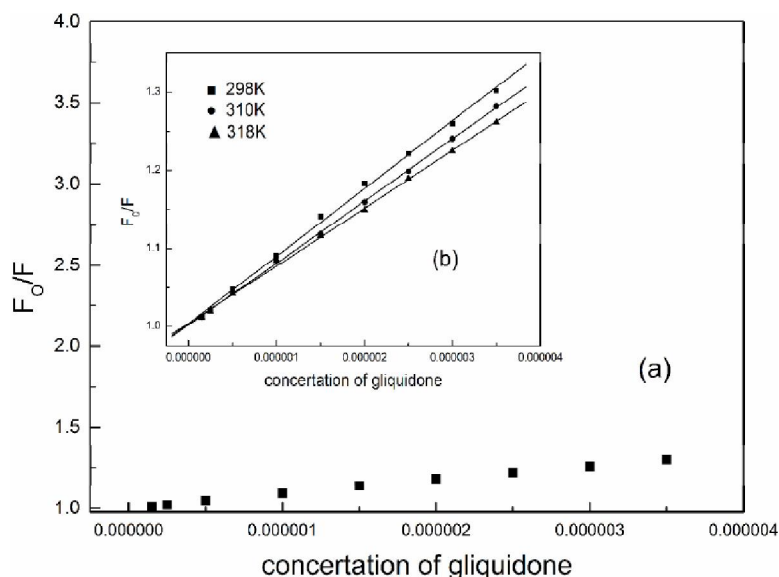 4.0
3.5
3.0
2.5
2.0
1.5
1.0
F_O/F
0.000000
0.000001
0.000002
0.000003
0.000004
concertation of gliquidone
(a)
1.3
1.2
1.1
1.0
F_o/F
298K
310K
318K
(b)
0.000000
0.000001
0.000002
0.000003
0.000004
concertation of gliquidone